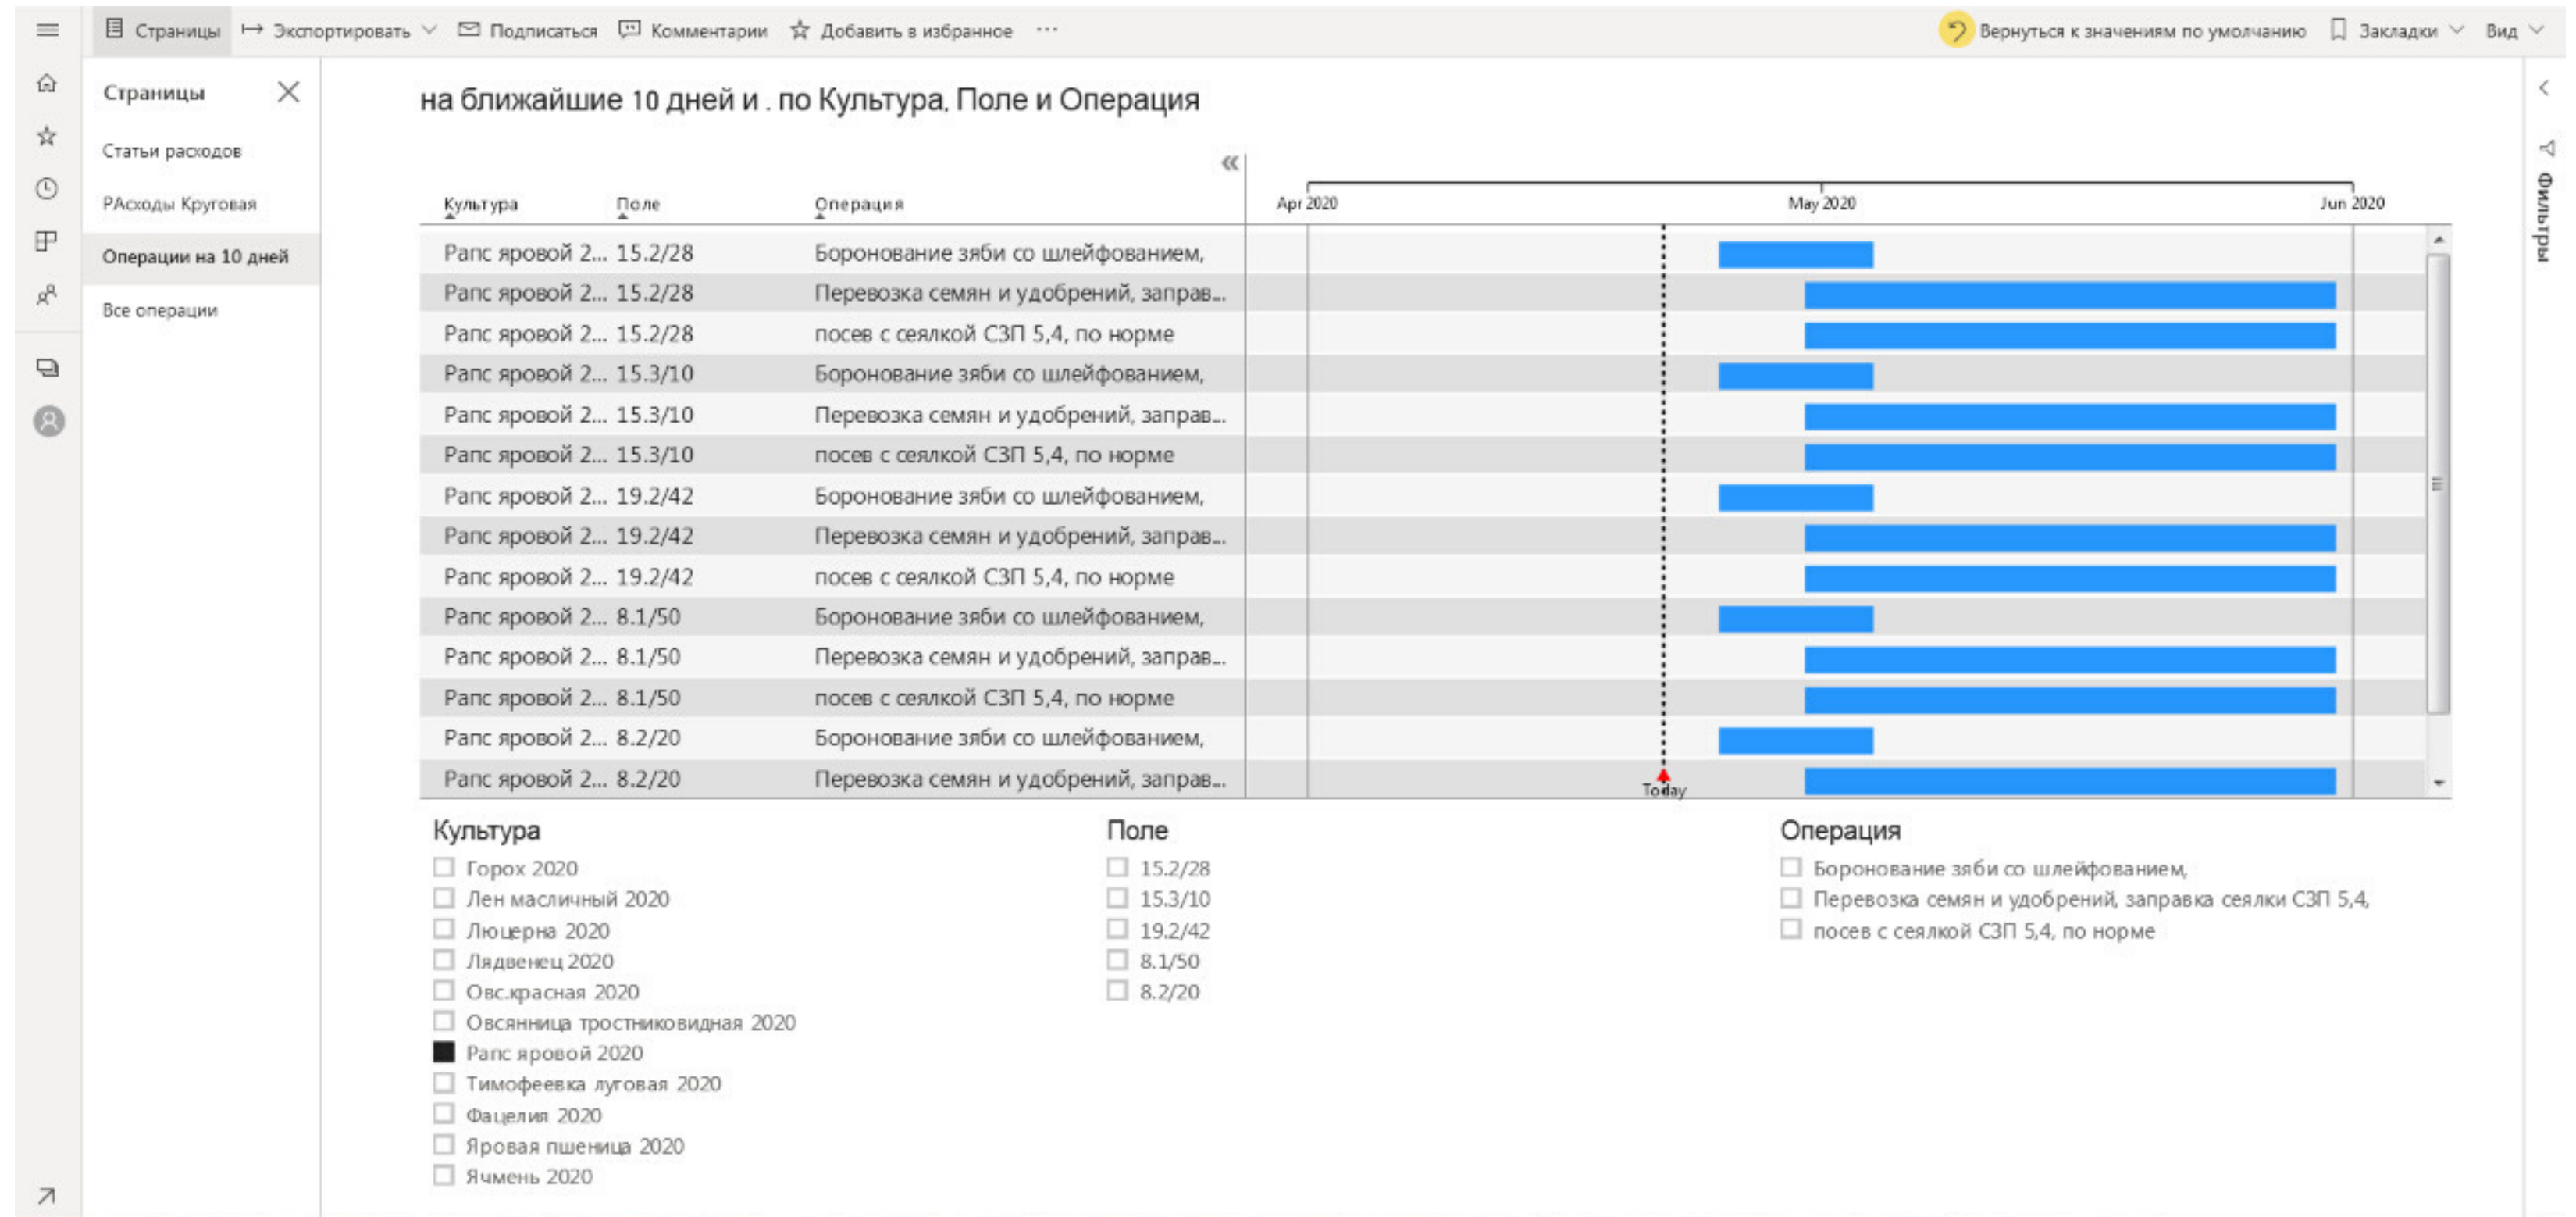 Страницы Экспортировать Подписаться Комментарии Добавить в избранное ... Вернуться к значениям по умолчанию Закладки Вид
Страницы
Статьи расходов
РАсходы Круговая
Операции на 10 дней
Все операции
на ближайшие 10 дней и . по Культура, Поле и Операция
Культура Поле Операция Apr 2020 May 2020 Jun 2020
Рапс яровой 2... 15.2/28 Боронование зяби со шлейфованием,
Рапс яровой 2... 15.2/28 Перевозка семян и удобрений, заправ...
Рапс яровой 2... 15.2/28 посев с сеялкой СЗП 5,4, по норме
Рапс яровой 2... 15.3/10 Боронование зяби со шлейфованием,
Рапс яровой 2... 15.3/10 Перевозка семян и удобрений, заправ...
Рапс яровой 2... 15.3/10 посев с сеялкой СЗП 5,4, по норме
Рапс яровой 2... 19.2/42 Боронование зяби со шлейфованием,
Рапс яровой 2... 19.2/42 Перевозка семян и удобрений, заправ...
Рапс яровой 2... 19.2/42 посев с сеялкой СЗП 5,4, по норме
Рапс яровой 2... 8.1/50 Боронование зяби со шлейфованием,
Рапс яровой 2... 8.1/50 Перевозка семян и удобрений, заправ...
Рапс яровой 2... 8.1/50 посев с сеялкой СЗП 5,4, по норме
Рапс яровой 2... 8.2/20 Боронование зяби со шлейфованием,
Рапс яровой 2... 8.2/20 Перевозка семян и удобрений, заправ...
Today
Культура
Горох 2020
Лен масличный 2020
Люцерна 2020
Лядвенец 2020
Овс.красная 2020
Овсянница тростниковидная 2020
Рапс яровой 2020
Тимофеевка луговая 2020
Фацелия 2020
Яровая пшеница 2020
Ячмень 2020
Поле
15.2/28
15.3/10
19.2/42
8.1/50
8.2/20
Операция
Боронование зяби со шлейфованием,
Перевозка семян и удобрений, заправка сеялки СЗП 5,4,
посев с сеялкой СЗП 5,4, по норме
Фильтры